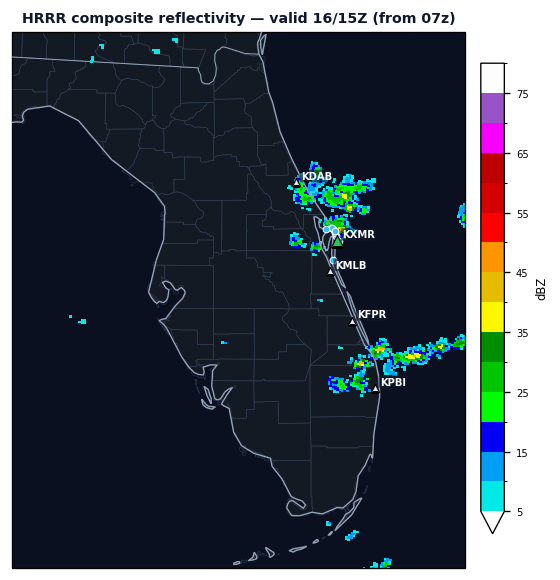 HRRR composite reflectivity — valid 16/15Z (from 07z)
KDAB
KXMR
KMLB
KFPR
KPBI
75
65
55
45
35
25
15
5
dBZ